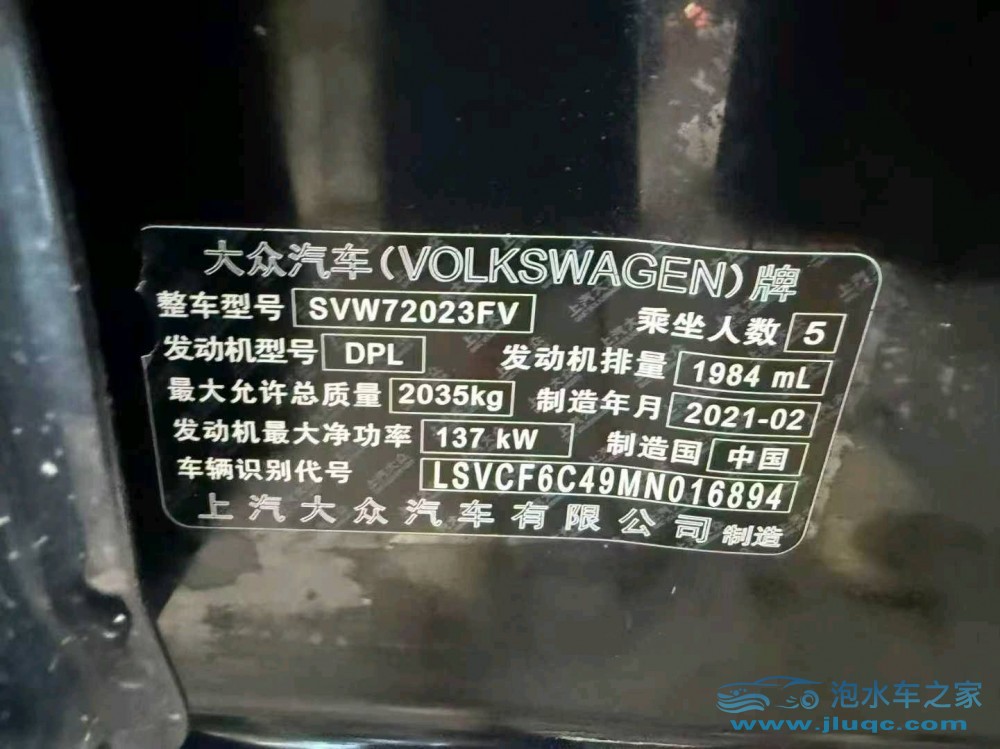 大众汽车(VOLKSWAGEN)牌
整车型号 SVW72023FV 乘坐人数 5
发动机型号 DPL 发动机排量 1984 mL
最大允许总质量 2035kg 制造年月 2021-02
发动机最大净功率 137 kW 制造国 中国
车辆识别代号 LSVCF6C49MN016894
上汽大众汽车有限公司 制造
泡水车之家
www.jluqc.com